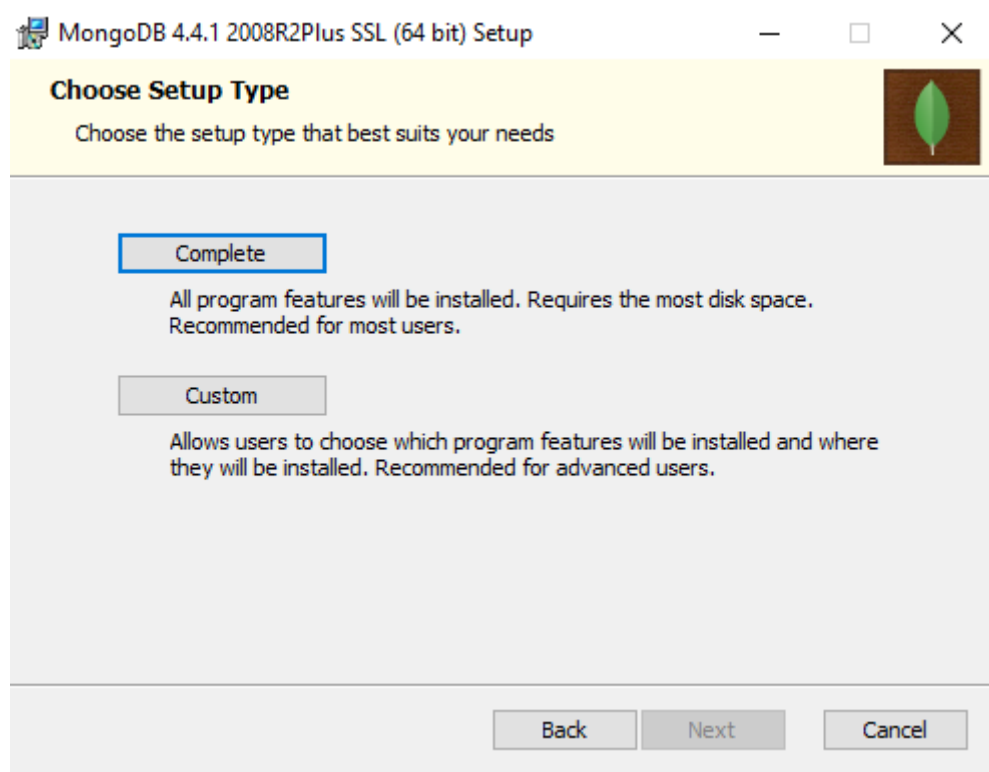 MongoDB 4.4.1 2008R2Plus SSL (64 bit) Setup
Choose Setup Type
Choose the setup type that best suits your needs
Complete
All program features will be installed. Requires the most disk space.
Recommended for most users.
Custom
Allows users to choose which program features will be installed and where
they will be installed. Recommended for advanced users.
Back Next Cancel